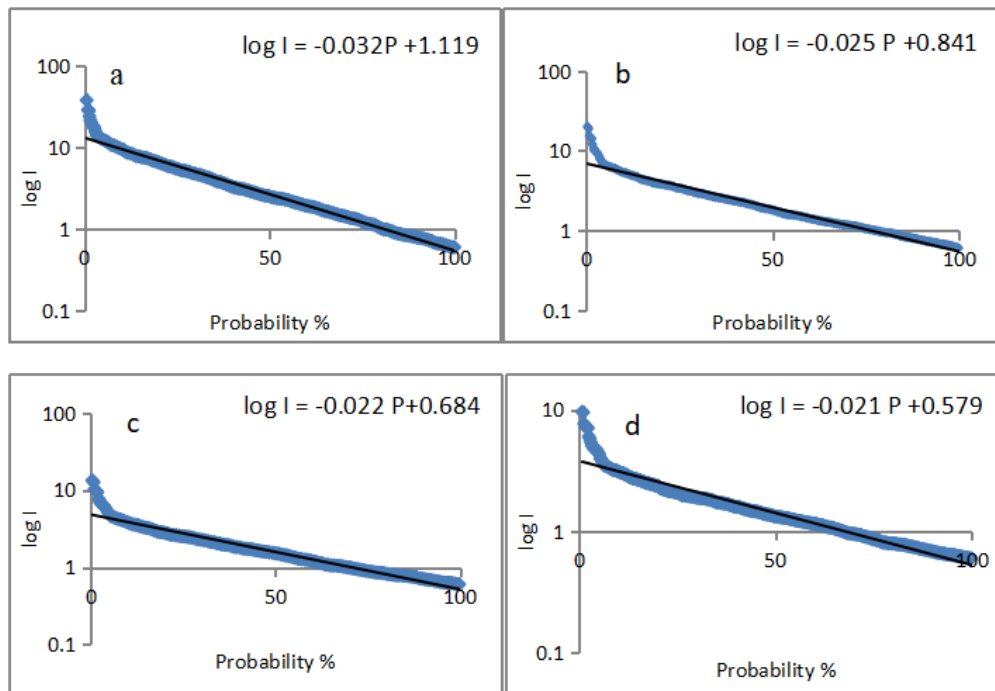 log I = -0.032P +1.119
a
100
10
1
0.1
log I
0
50
100
Probability %
log I = -0.025 P +0.841
b
100
10
1
0.1
log I
0
50
100
Probability %
log I = -0.022 P+0.684
c
100
10
1
0.1
log I
0
50
100
Probability %
log I = -0.021 P +0.579
d
10
1
0.1
log I
0
50
100
Probability %